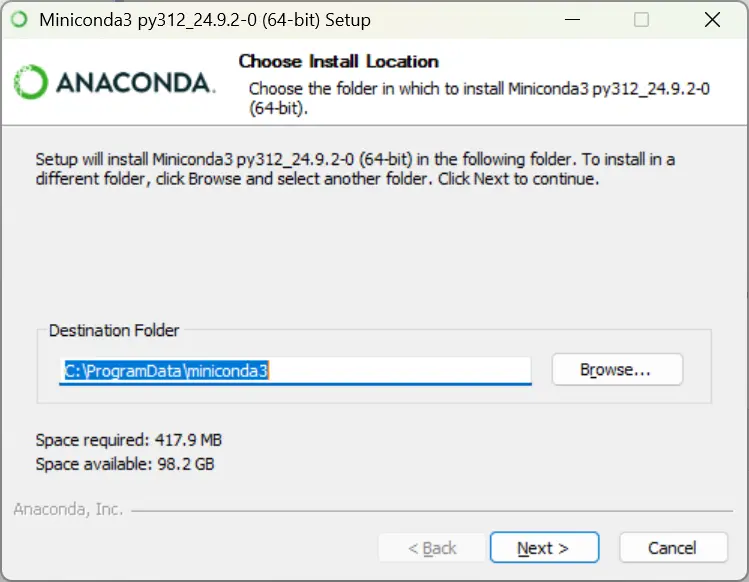 Miniconda3 py312_24.9.2-0 (64-bit) Setup
ANACONDA.
Choose Install Location
Choose the folder in which to install Miniconda3 py312_24.9.2-0
(64-bit).
Setup will install Miniconda3 py312_24.9.2-0 (64-bit) in the following folder. To install in a
different folder, click Browse and select another folder. Click Next to continue.
Destination Folder
C:\ProgramData\miniconda3
Browse...
Space required: 417.9 MB
Space available: 98.2 GB
Anaconda, Inc.
< Back
Next >
Cancel